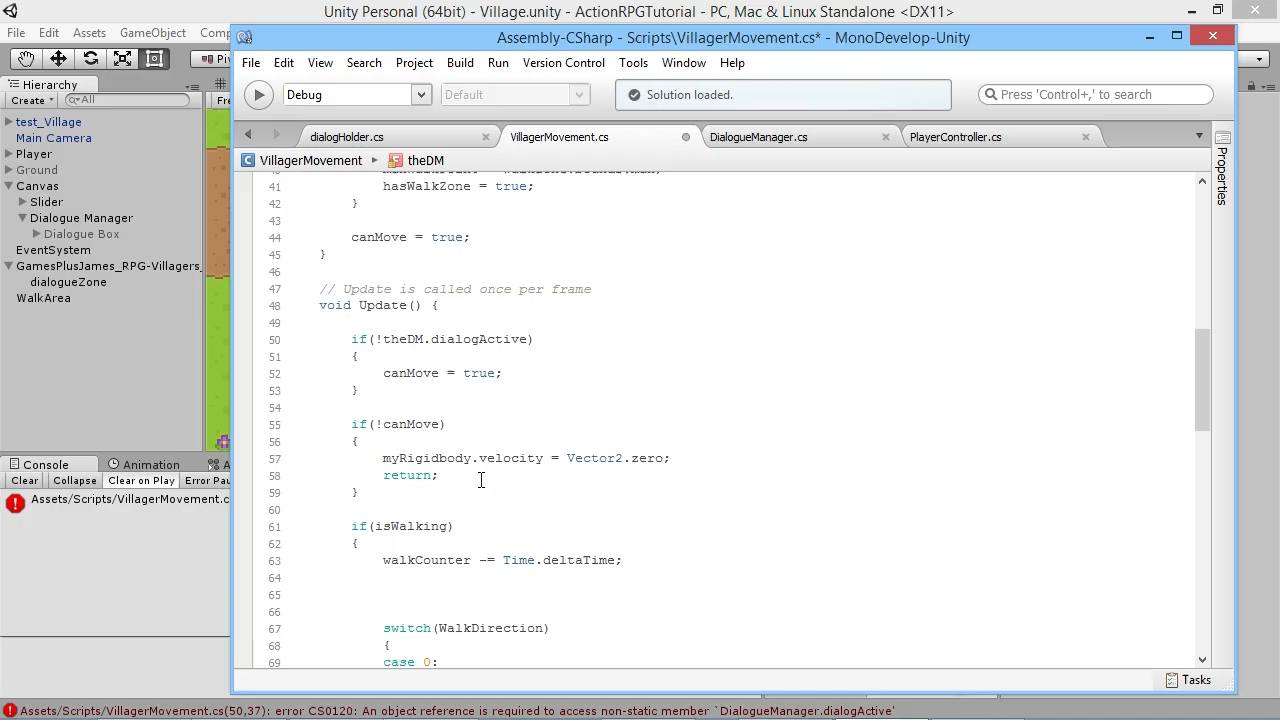 Unity Personal (64bit) - Village.unity - ActionRPGTutorial - PC, Mac & Linux Standalone <DX11>
File Edit Assets GameObject
Assembly-CSharp - Scripts\VillagerMovement.cs* - MonoDevelop-Unity
File Edit View Search Project Build Run Version Control Tools Window Help
Debug Default Solution loaded. Press 'Control+,' to search
Hierarchy
Create All
test_Village
Main Camera
Player
Ground
Canvas
Slider
Dialogue Manager
Dialogue Box
EventSystem
GamesPlusJames_RPG-Villagers_
dialogueZone
WalkArea
dialogHolder.cs VillagerMovement.cs DialogueManager.cs PlayerController.cs
VillagerMovement theDM
Properties
41 hasWalkZone = true;
42 }
43
44 canMove = true;
45 }
46
47 // Update is called once per frame
48 void Update() {
49
50 if(!theDM.dialogActive)
51 {
52 canMove = true;
53 }
54
55 if(!canMove)
56 {
57 myRigidbody.velocity = Vector2.zero;
58 return;
59 }
60
61 if(isWalking)
62 {
63 walkCounter -= Time.deltaTime;
64
65
66
67 switch(WalkDirection)
68 {
69 case 0:
Console Animation
Clear Collapse Clear on Play Error Pau
Assets/Scripts/VillagerMovement.c
Tasks
Assets/Scripts/VillagerMovement.cs(50,37): error CS0120: An object reference is required to access non-static member `DialogueManager.dialogActive'